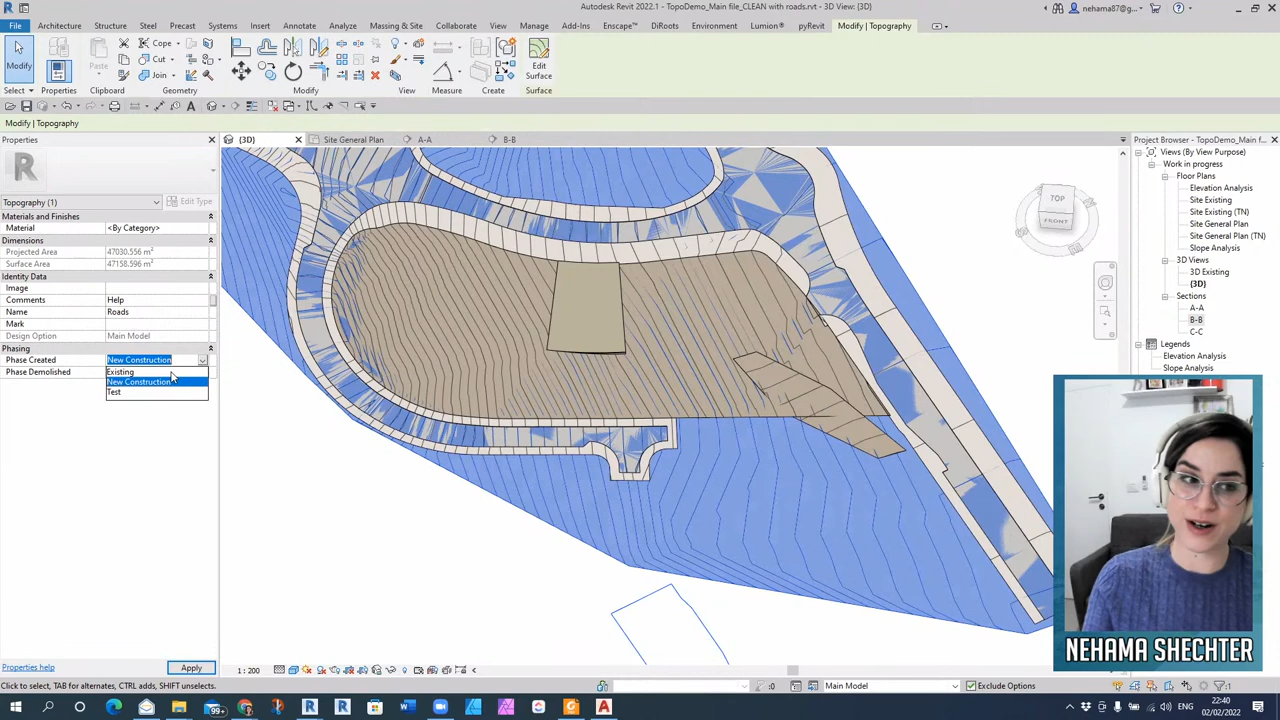 Autodesk Revit 2022.1 - TopoDemo_Main file_CLEAN with roads.rvt - 3D View: {3D}
nehama87@g...
File Architecture Structure Steel Precast Systems Insert Annotate Analyze Massing & Site Collaborate View Manage Add-Ins DiRoots Environment Lumion® pyRevit Modify | Topography
Modify Paste Cope Cut Join Edit Surface
Select Properties Clipboard Geometry Modify View Measure Create Surface
Modify | Topography
Properties
{3D} Site General Plan A-A B-B
Project Browser - TopoDemo_Main f...
Topography (1) Edit Type
Materials and Finishes
Material <By Category>
Dimensions
Projected Area 47030.556 m²
Surface Area 47158.596 m²
Identity Data
Image
Comments Help
Name Roads
Mark
Design Option Main Model
Phasing
Phase Created New Construction
Phase Demolished
Existing
New Construction
Test
TOP
FRONT
Views (By View Purpose)
Work in progress
Floor Plans
Elevation Analysis
Site Existing
Site Existing (TN)
Site General Plan
Site General Plan (TN)
Slope Analysis
3D Views
3D Existing
{3D}
Sections
A-A
B-B
C-C
Legends
Elevation Analysis
Slope Analysis
NEHAMA SHECHTER
Properties help Apply
1 : 200
Click to select, TAB for alternates, CTRL adds, SHIFT unselects.
:0 Main Model Exclude Options :1
99+
ENG 22:40
02/02/2022